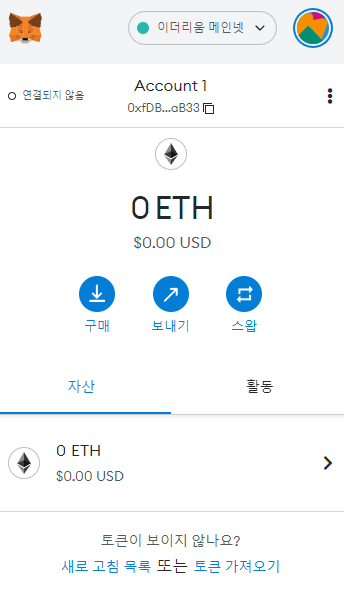 이더리움 메인넷
연결되지 않음
Account 1
0xfDB...aB33
0 ETH
$0.00 USD
구매 보내기 스왑
자산 활동
0 ETH
$0.00 USD
토큰이 보이지 않나요?
새로 고침 목록 또는 토큰 가져오기